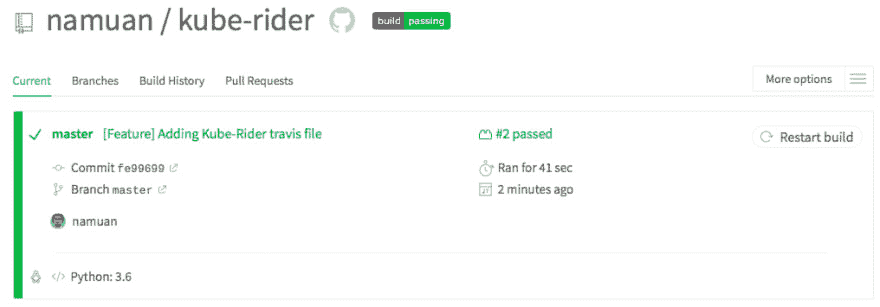 namuan / kube-rider build passing
Current Branches Build History Pull Requests More options
master [Feature] Adding Kube-Rider travis file #2 passed Restart build
Commit fe99699 Ran for 41 sec
Branch master 2 minutes ago
namuan
Python: 3.6